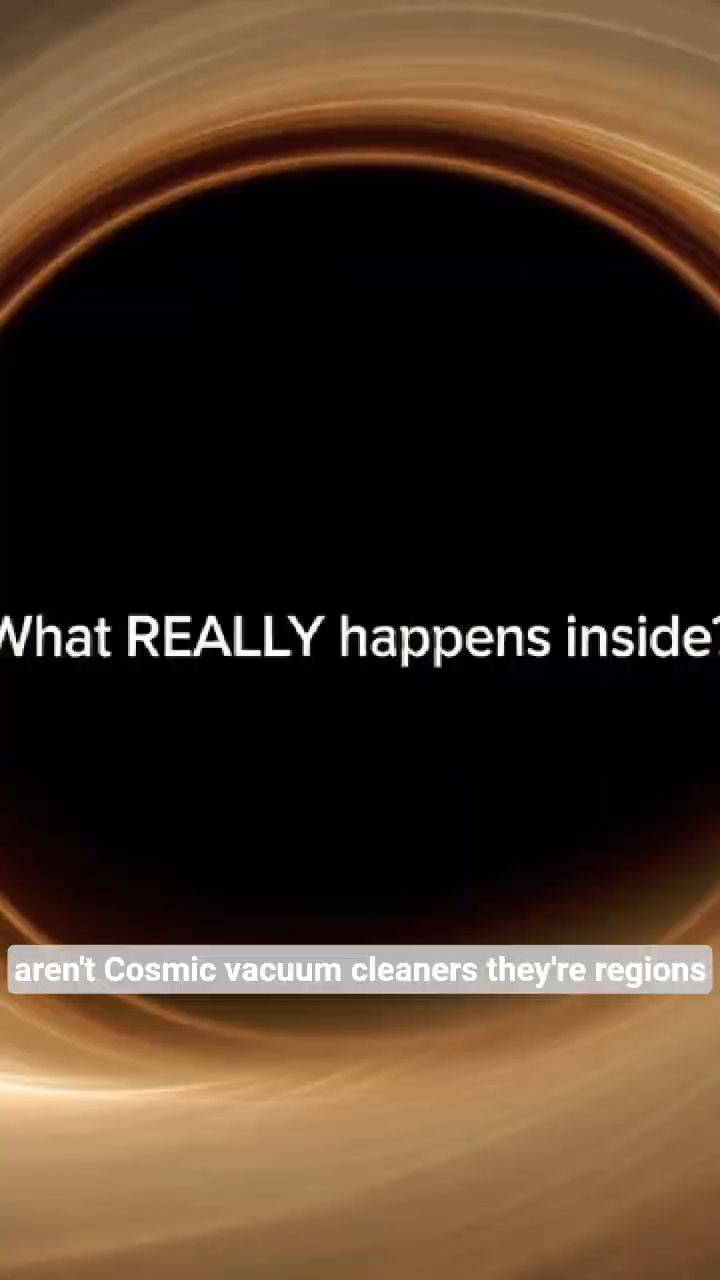 What REALLY happens inside?
aren't Cosmic vacuum cleaners they're regions